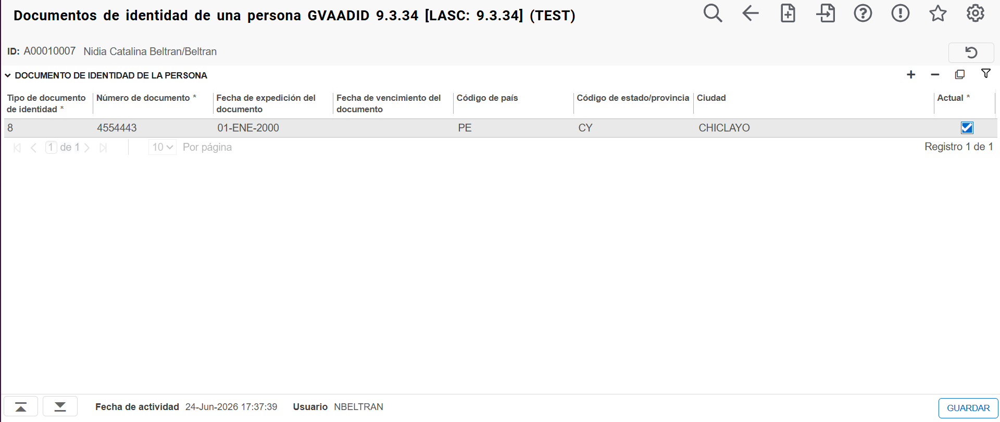 Documentos de identidad de una persona GVAADID 9.3.34 [LASC: 9.3.34] (TEST)
ID: A00010007 Nidia Catalina Beltran/Beltran
DOCUMENTO DE IDENTIDAD DE LA PERSONA
Tipo de documento de identidad *
Número de documento *
Fecha de expedición del documento
Fecha de vencimiento del documento
Código de país
Código de estado/provincia
Ciudad
Actual *
8 4554443 01-ENE-2000 PE CY CHICLAYO
1 de 1 10 Por página Registro 1 de 1
Fecha de actividad 24-Jun-2026 17:37:39 Usuario NBELTRAN GUARDAR